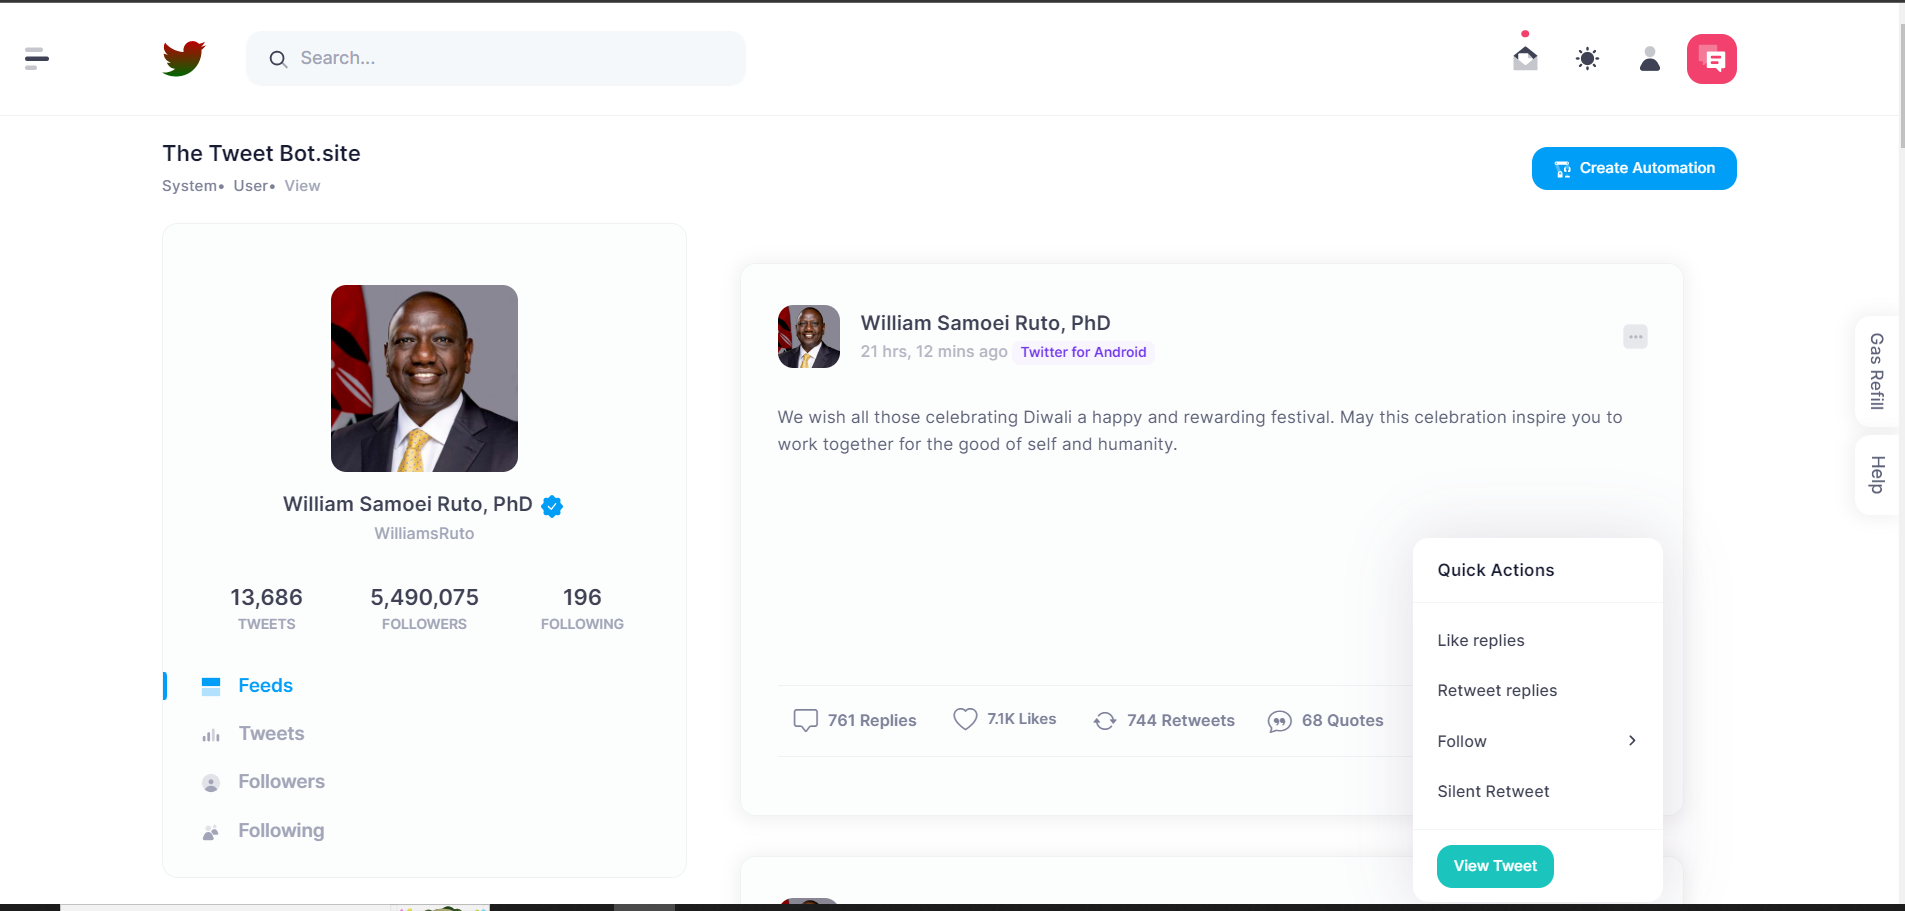 Search...
The Tweet Bot.site
System• User• View
Create Automation
William Samoei Ruto, PhD
WilliamsRuto
13,686 5,490,075 196
TWEETS FOLLOWERS FOLLOWING
Feeds
Tweets
Followers
Following
William Samoei Ruto, PhD
21 hrs, 12 mins ago Twitter for Android
We wish all those celebrating Diwali a happy and rewarding festival. May this celebration inspire you to
work together for the good of self and humanity.
761 Replies 7.1K Likes 744 Retweets 68 Quotes
Quick Actions
Like replies
Retweet replies
Follow
Silent Retweet
View Tweet
Gas Refill
Help